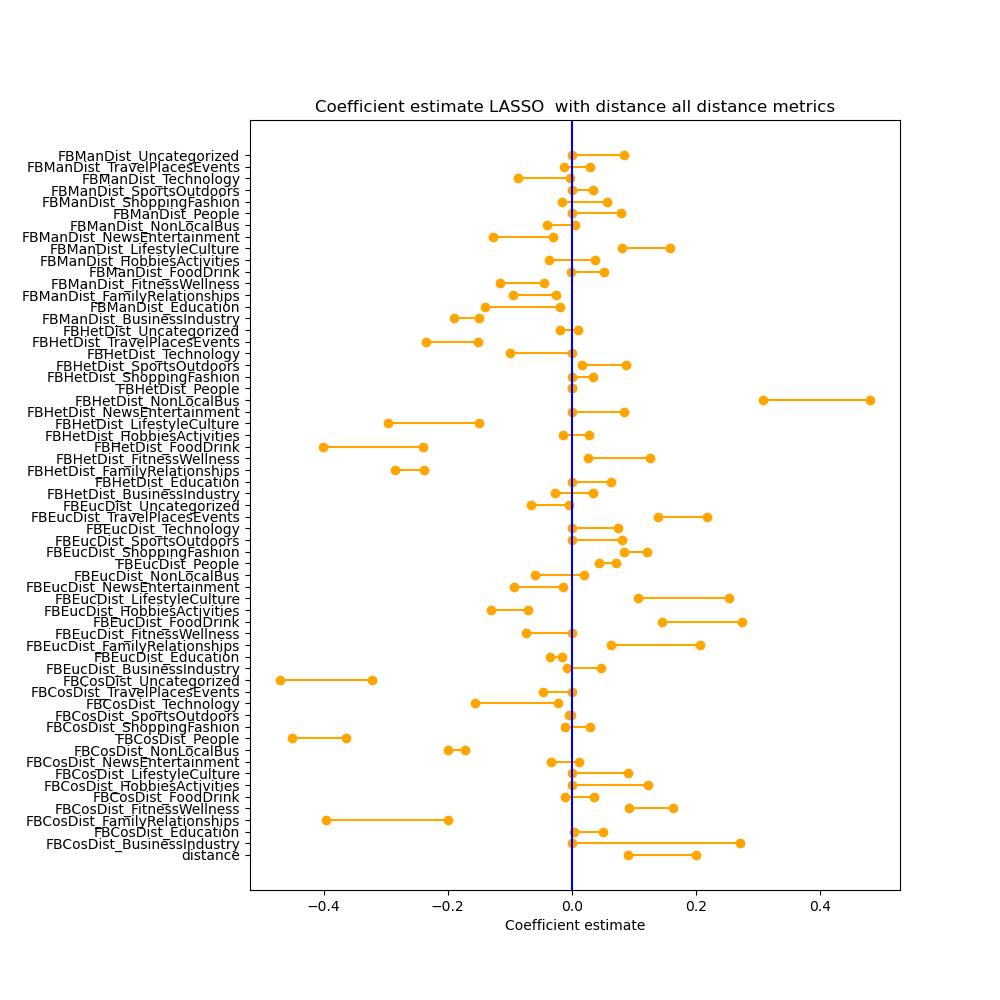 Coefficient estimate LASSO  with distance all distance metrics
FBManDist_Uncategorized
FBManDist_TravelPlacesEvents
FBManDist_Technology
FBManDist_SportsOutdoors
FBManDist_ShoppingFashion
FBManDist_People
FBManDist_NonLocalBus
FBManDist_NewsEntertainment
FBManDist_LifestyleCulture
FBManDist_HobbiesActivities
FBManDist_FoodDrink
FBManDist_FitnessWellness
FBManDist_FamilyRelationships
FBManDist_Education
FBManDist_BusinessIndustry
FBHetDist_Uncategorized
FBHetDist_TravelPlacesEvents
FBHetDist_Technology
FBHetDist_SportsOutdoors
FBHetDist_ShoppingFashion
FBHetDist_People
FBHetDist_NonLocalBus
FBHetDist_NewsEntertainment
FBHetDist_LifestyleCulture
FBHetDist_HobbiesActivities
FBHetDist_FoodDrink
FBHetDist_FitnessWellness
FBHetDist_FamilyRelationships
FBHetDist_Education
FBHetDist_BusinessIndustry
FBEucDist_Uncategorized
FBEucDist_TravelPlacesEvents
FBEucDist_Technology
FBEucDist_SportsOutdoors
FBEucDist_ShoppingFashion
FBEucDist_People
FBEucDist_NonLocalBus
FBEucDist_NewsEntertainment
FBEucDist_LifestyleCulture
FBEucDist_HobbiesActivities
FBEucDist_FoodDrink
FBEucDist_FitnessWellness
FBEucDist_FamilyRelationships
FBEucDist_Education
FBEucDist_BusinessIndustry
FBCosDist_Uncategorized
FBCosDist_TravelPlacesEvents
FBCosDist_Technology
FBCosDist_SportsOutdoors
FBCosDist_ShoppingFashion
FBCosDist_People
FBCosDist_NonLocalBus
FBCosDist_NewsEntertainment
FBCosDist_LifestyleCulture
FBCosDist_HobbiesActivities
FBCosDist_FoodDrink
FBCosDist_FitnessWellness
FBCosDist_FamilyRelationships
FBCosDist_Education
FBCosDist_BusinessIndustry
distance
−0.4 −0.2 0.0 0.2 0.4
Coefficient estimate